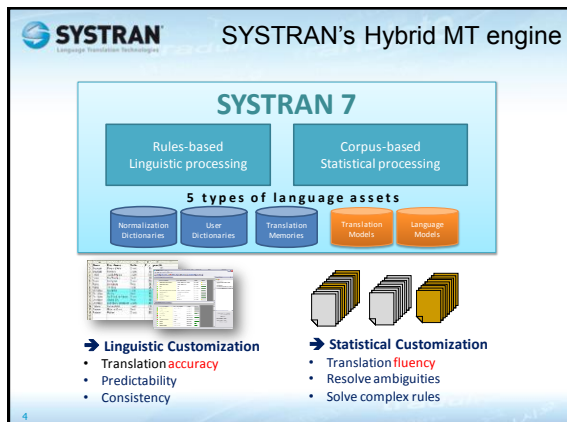 SYSTRAN®
Language Translation Technologies
SYSTRAN's Hybrid MT engine
SYSTRAN 7
Rules-based
Linguistic processing
Corpus-based
Statistical processing
5 types of language assets
Normalization
Dictionaries
User
Dictionaries
Translation
Memories
Translation
Models
Language
Models
➔ Linguistic Customization
• Translation accuracy
• Predictability
• Consistency
➔ Statistical Customization
• Translation fluency
• Resolve ambiguities
• Solve complex rules
4